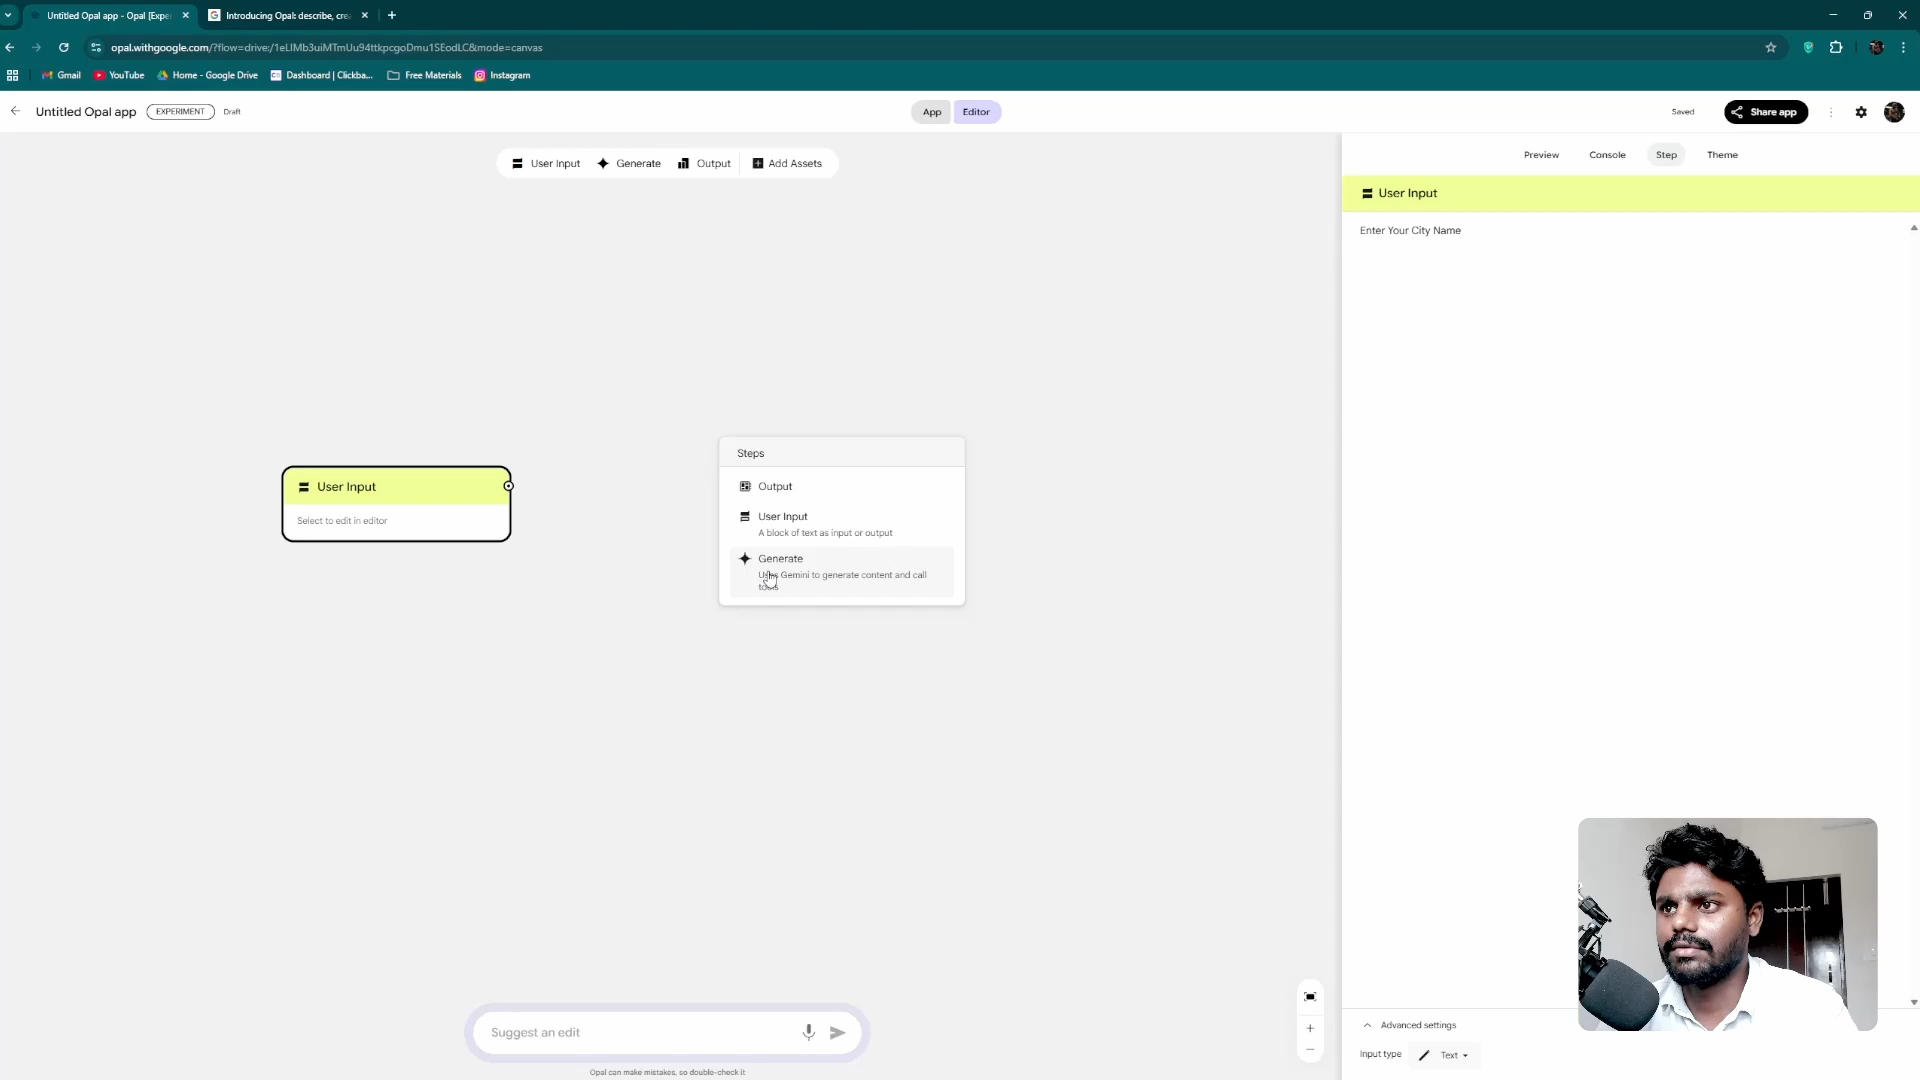 Untitled Opal app - Opal [Expe
Introducing Opal: describe, cre
opal.withgoogle.com/?flow=drive:/1eLIMb3uiMTmUu94ttkpcgoDmu1SEodLC&mode=canvas
Gmail
YouTube
Home - Google Drive
Dashboard | Clickba...
Free Materials
Instagram
Untitled Opal app
EXPERIMENT
Draft
App
Editor
Saved
Share app
User Input
Generate
Output
Add Assets
Preview
Console
Step
Theme
User Input
Enter Your City Name
User Input
Select to edit in editor
Steps
Output
User Input
A block of text as input or output
Generate
Gemini to generate content and call
Suggest an edit
Opal can make mistakes, so double-check it
Advanced settings
Input type
Text